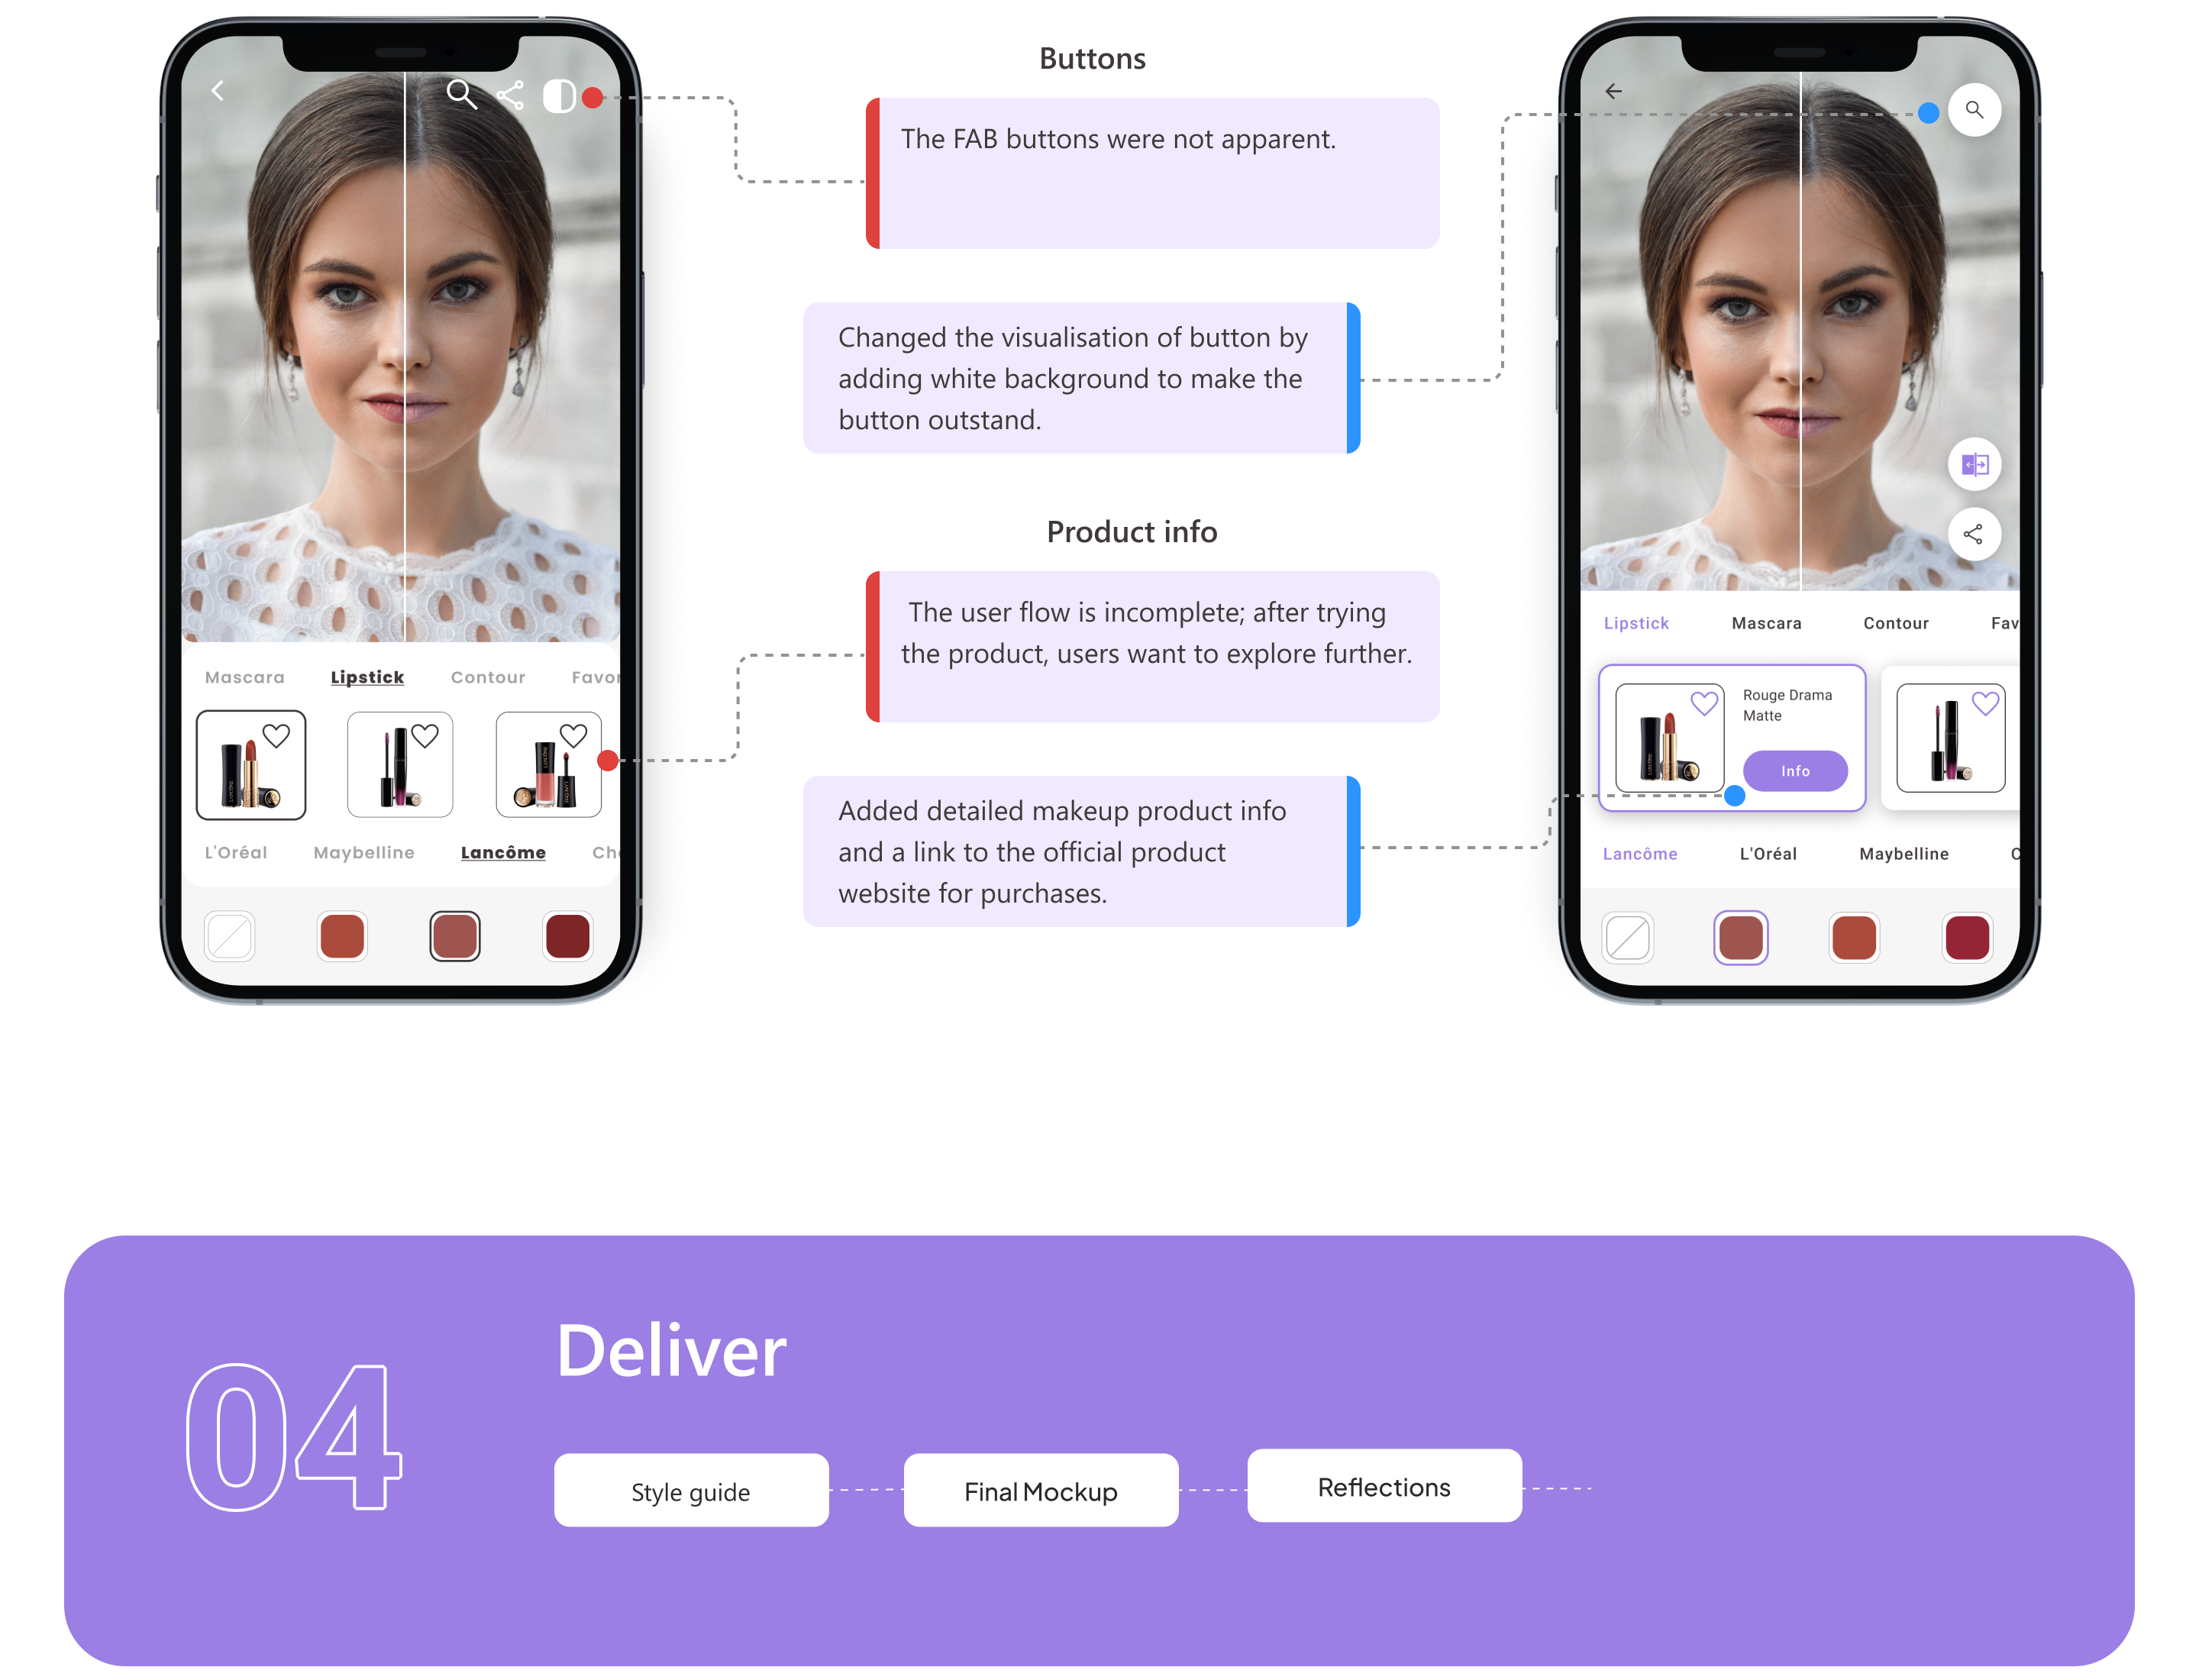 Buttons
The FAB buttons were not apparent.
Changed the visualisation of button by
adding white background to make the
button outstand.
Product info
The user flow is incomplete; after trying
the product, users want to explore further.
Added detailed makeup product info
and a link to the official product
website for purchases.
Mascara Lipstick Contour Favor
L'Oréal Maybelline Lancôme Ch
Lipstick Mascara Contour Fav
Rouge Drama
Matte
Info
Lancôme L'Oréal Maybelline C
04
Deliver
Style guide
Final Mockup
Reflections